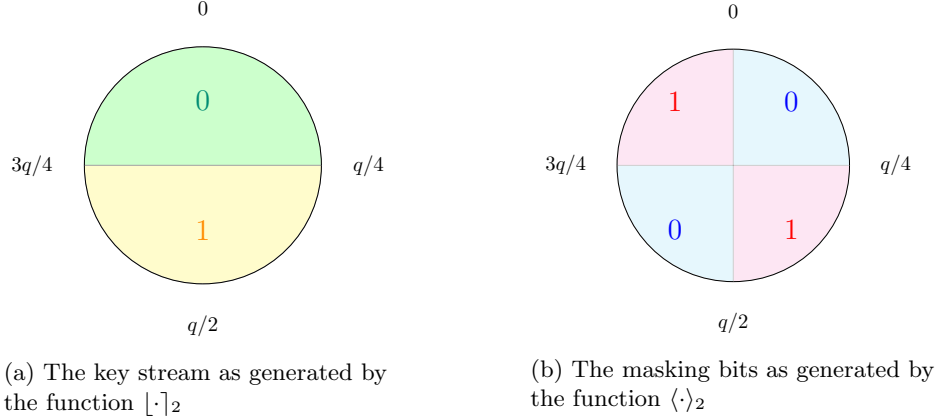 0
0
0
1
0
3q/4
q/4
3q/4
q/4
1
0
1
q/2
q/2
(a) The key stream as generated by
the function ⌊·⌉₂
(b) The masking bits as generated by
the function ⟨·⟩₂